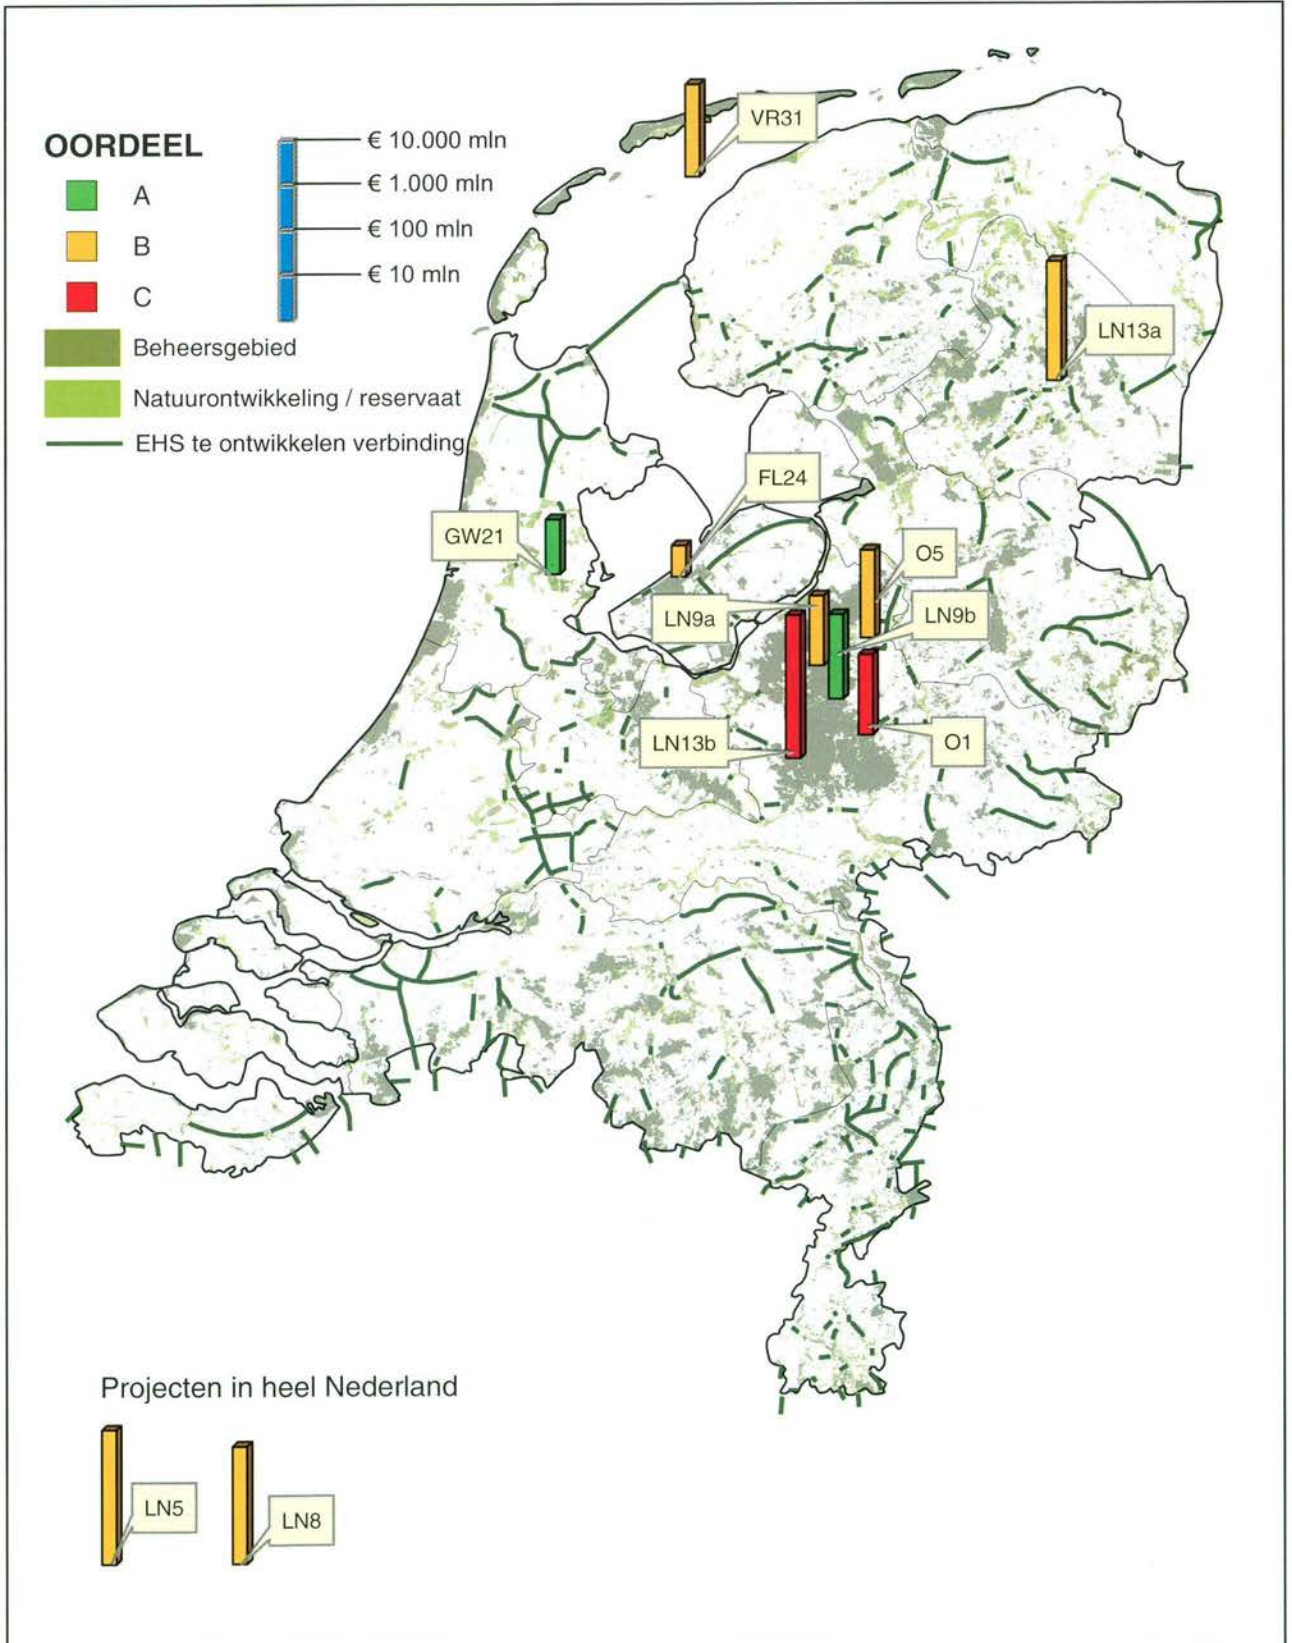 OORDEEL
A
B
C
Beheersgebied
Natuurontwikkeling / reservaat
EHS te ontwikkelen verbinding
€ 10.000 mln
€ 1.000 mln
€ 100 mln
€ 10 mln
VR31
LN13a
FL24
GW21
O5
LN9a
LN9b
LN13b
O1
Projecten in heel Nederland
LN5
LN8